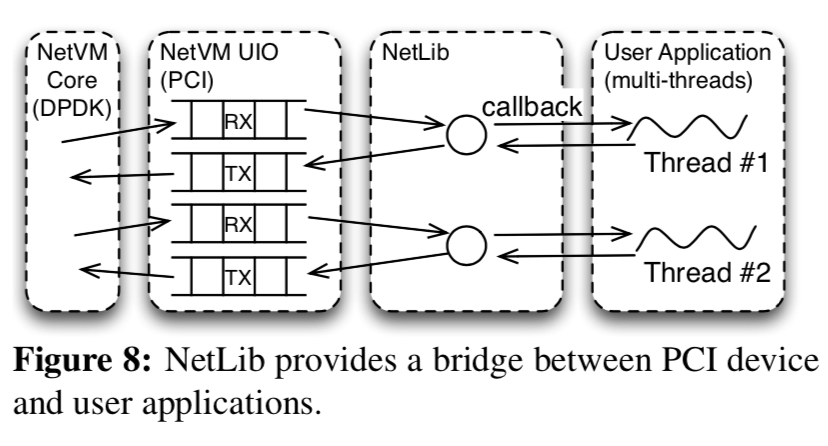 NetVM
Core
(DPDK)
NetVM UIO
(PCI)
NetLib
User Application
(multi-threads)
RX
callback
Thread #1
TX
RX
TX
Thread #2
Figure 8: NetLib provides a bridge between PCI device
and user applications.